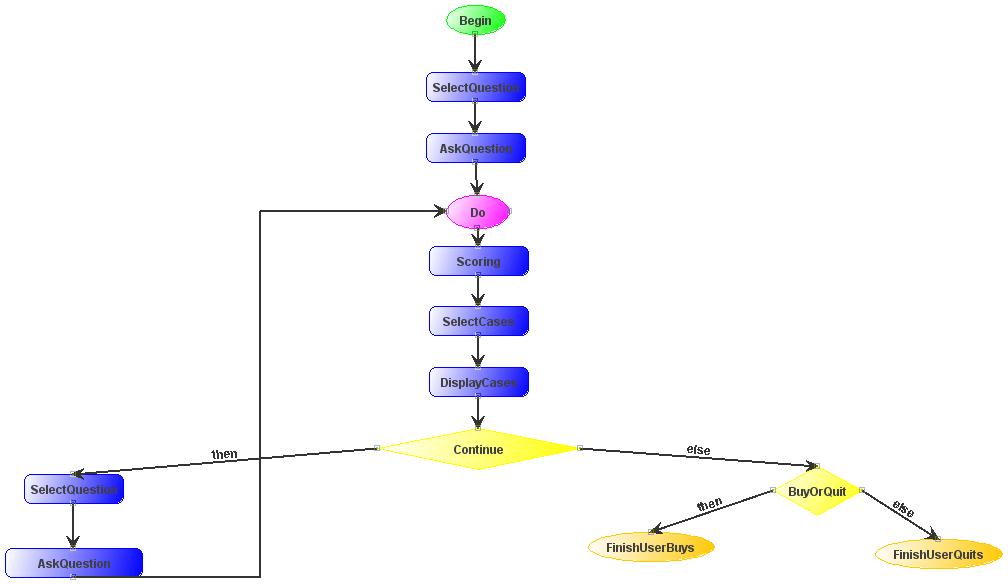 Begin
SelectQuestion
AskQuestion
Do
Scoring
SelectCases
DisplayCases
Continue
then
else
SelectQuestion
AskQuestion
BuyOrQuit
then
else
FinishUserBuys
FinishUserQuits